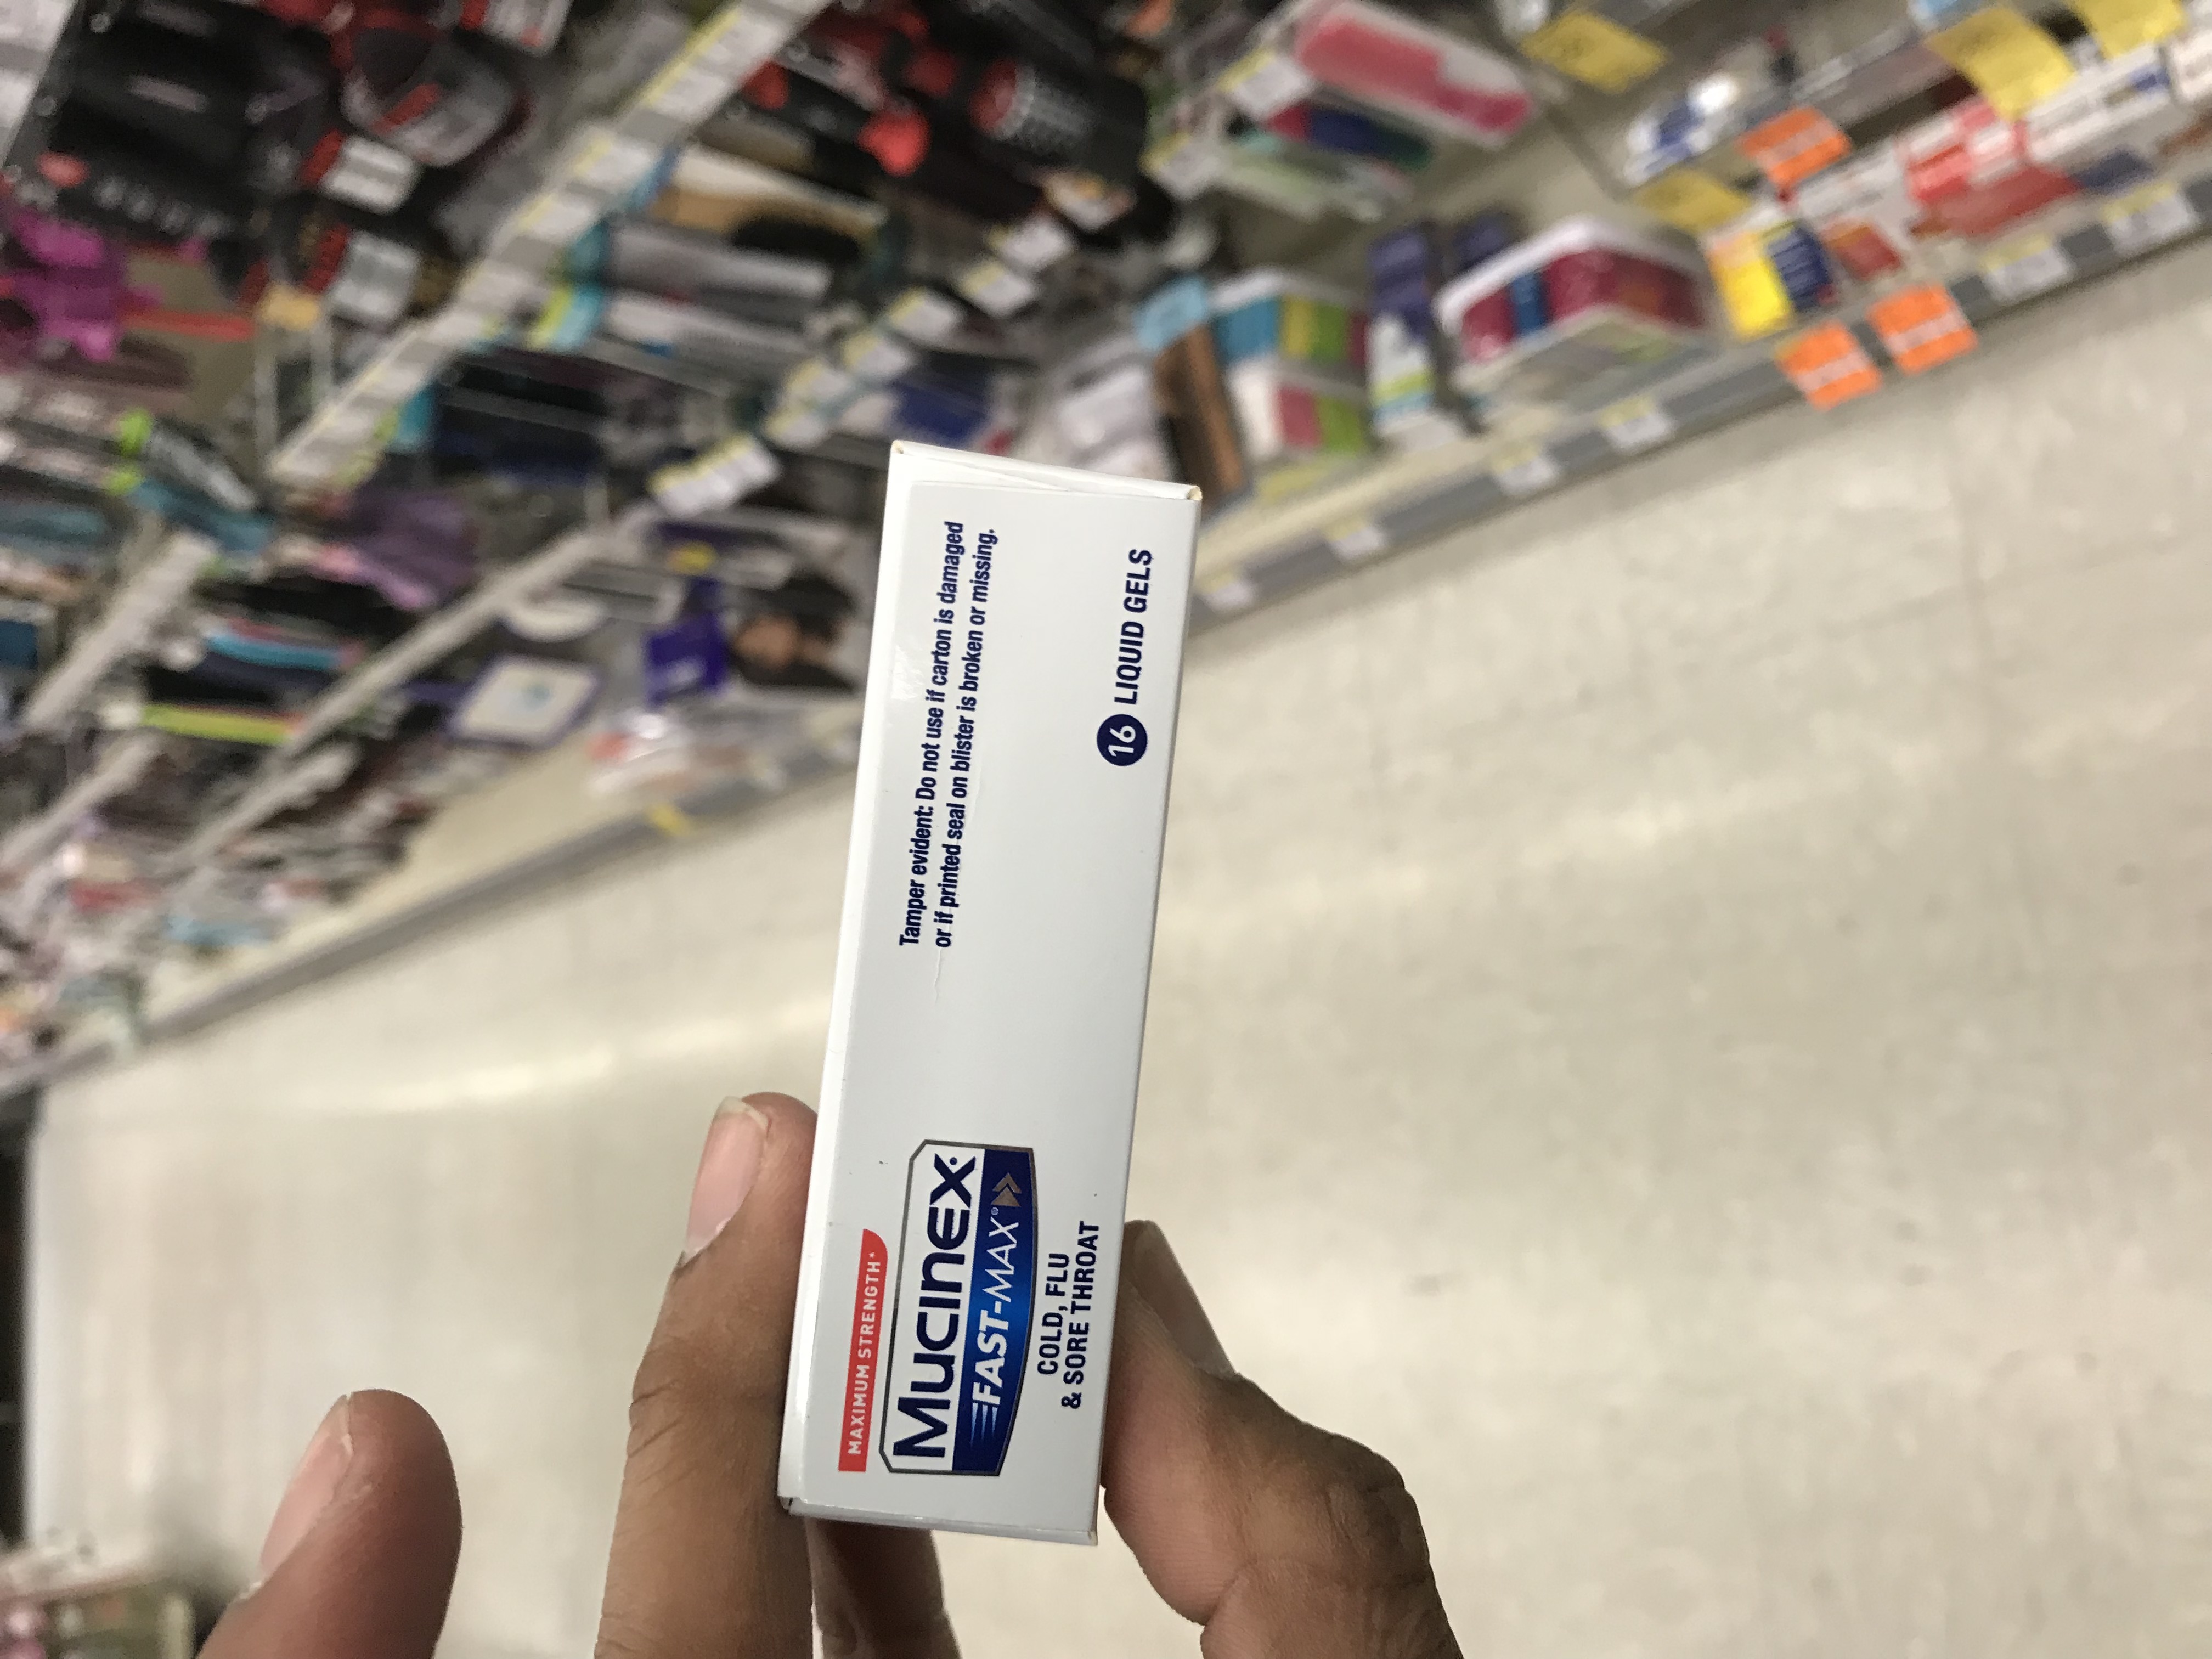 MAXIMUM STRENGTH*
Mucinex®
FAST-MAX®
COLD, FLU
& SORE THROAT
Tamper evident: Do not use if carton is damaged
or if printed seal on blister is broken or missing.
16 LIQUID GELS